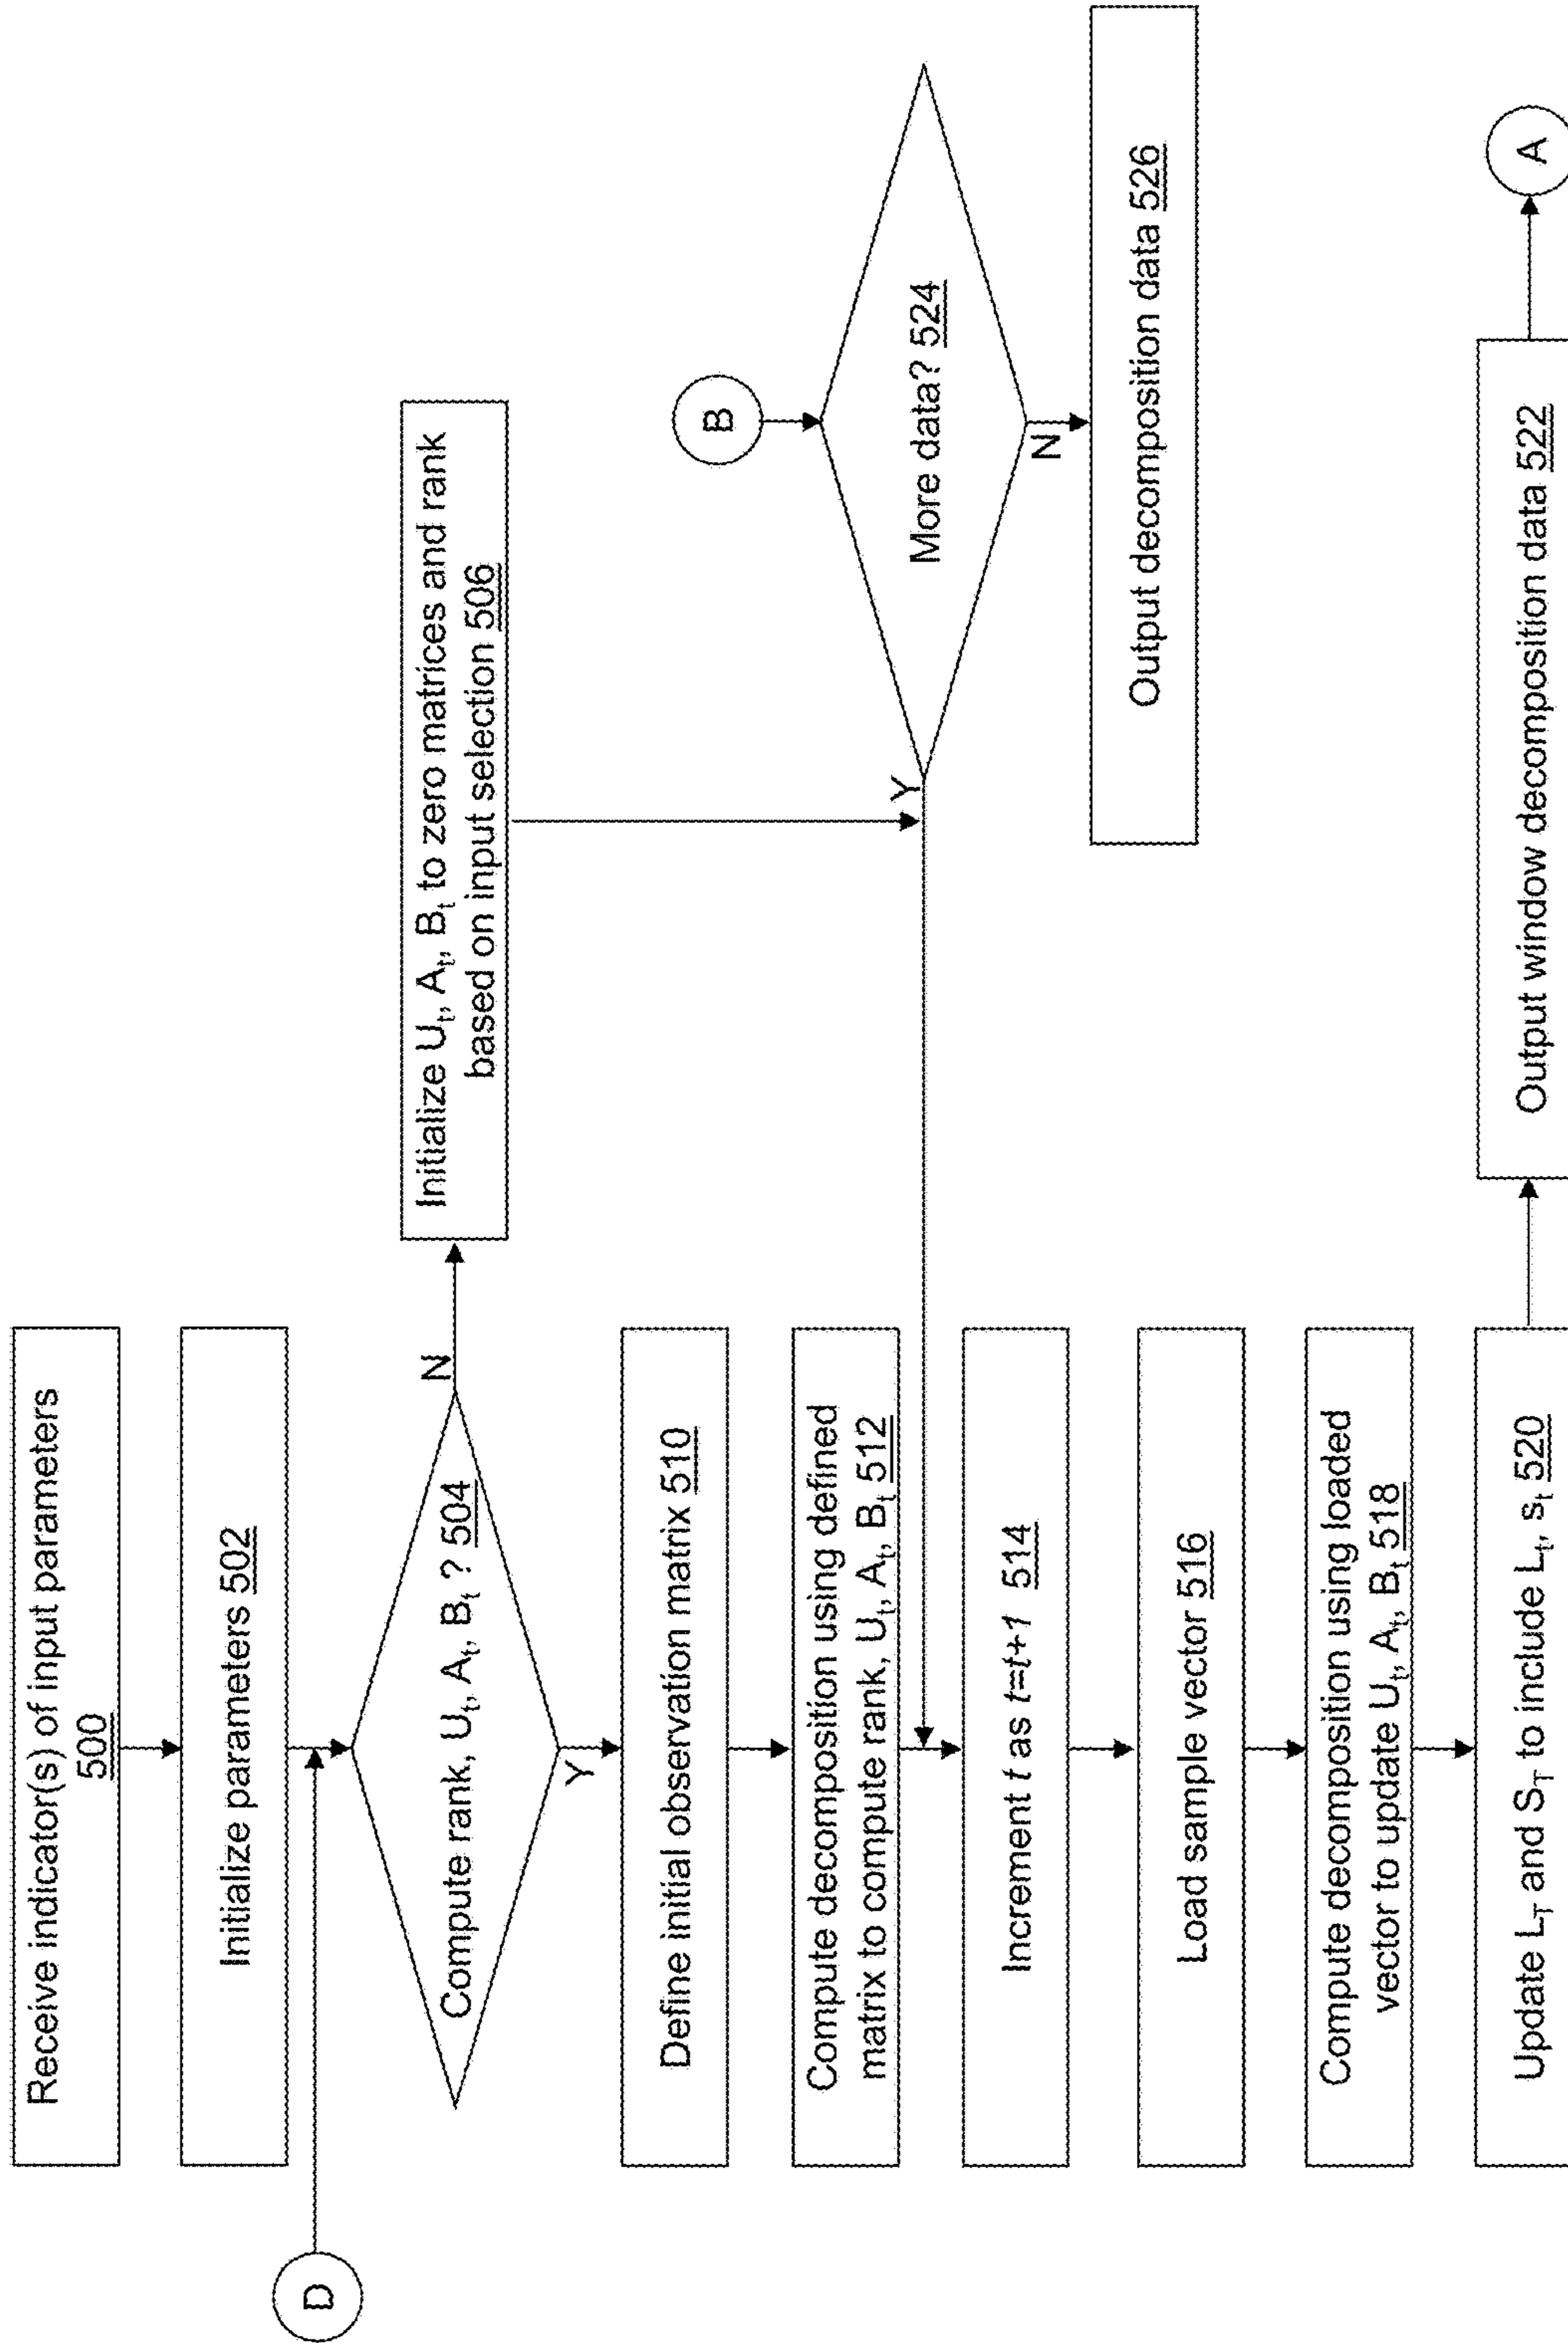 Receive indicator(s) of input parameters
500
Initialize parameters 502
D
Compute rank, Uₜ, Aₜ, Bₜ ? 504
N
Y
Initialize Uₜ, Aₜ, Bₜ to zero matrices and rank
based on input selection 506
Define initial observation matrix 510
Compute decomposition using defined
matrix to compute rank, Uₜ, Aₜ, Bₜ 512
Increment t as t=t+1 514
Load sample vector 516
Compute decomposition using loaded
vector to update Uₜ, Aₜ, Bₜ 518
Update L_T and S_T to include Lₜ, sₜ 520
Output window decomposition data 522
A
B
More data? 524
Y
N
Output decomposition data 526